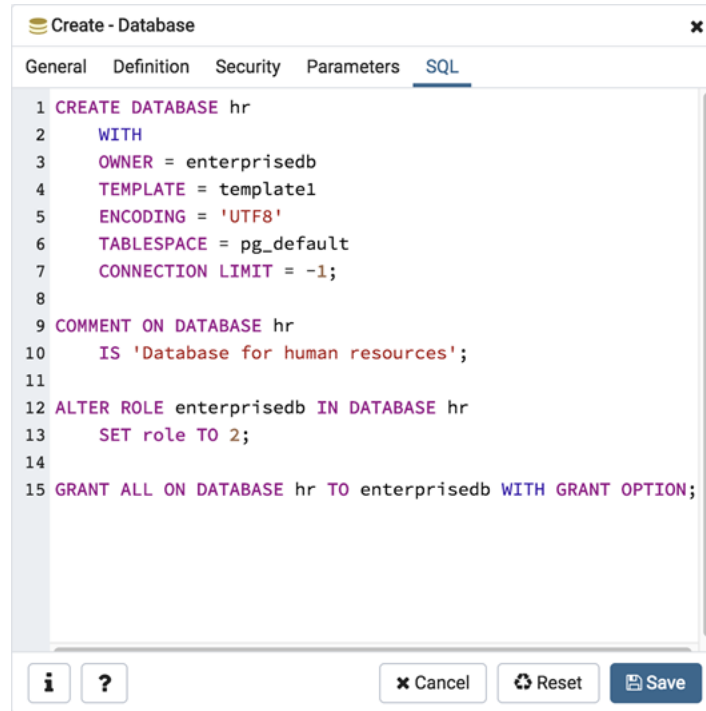 Create - Database
General Definition Security Parameters SQL
1 CREATE DATABASE hr
2 WITH
3 OWNER = enterprisedb
4 TEMPLATE = template1
5 ENCODING = 'UTF8'
6 TABLESPACE = pg_default
7 CONNECTION LIMIT = -1;
8
9 COMMENT ON DATABASE hr
10 IS 'Database for human resources';
11
12 ALTER ROLE enterprisedb IN DATABASE hr
13 SET role TO 2;
14
15 GRANT ALL ON DATABASE hr TO enterprisedb WITH GRANT OPTION;
i ? Cancel Reset Save